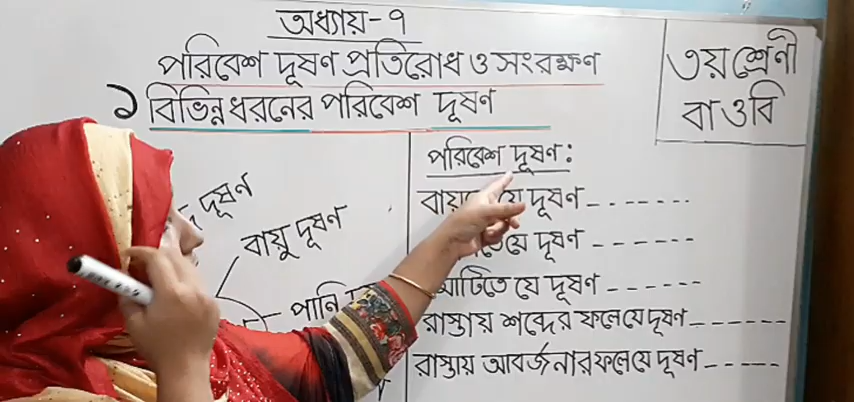 অধ্যায়-৭
পরিবেশ দূষণ প্রতিরোধ ও সংরক্ষণ
১ বিভিন্ন ধরনের পরিবেশ দূষণ
৩য় শ্রেণী
বাওবি
দূষণ
বায়ু দূষণ
পানি
পরিবেশ দূষণ:
যে দূষণ -------
যে দূষণ ------
মাটিতে যে দূষণ ------
রাস্তায় শব্দের ফলে যে দূষণ ------
রাস্তায় আবর্জনার ফলে যে দূষণ -----